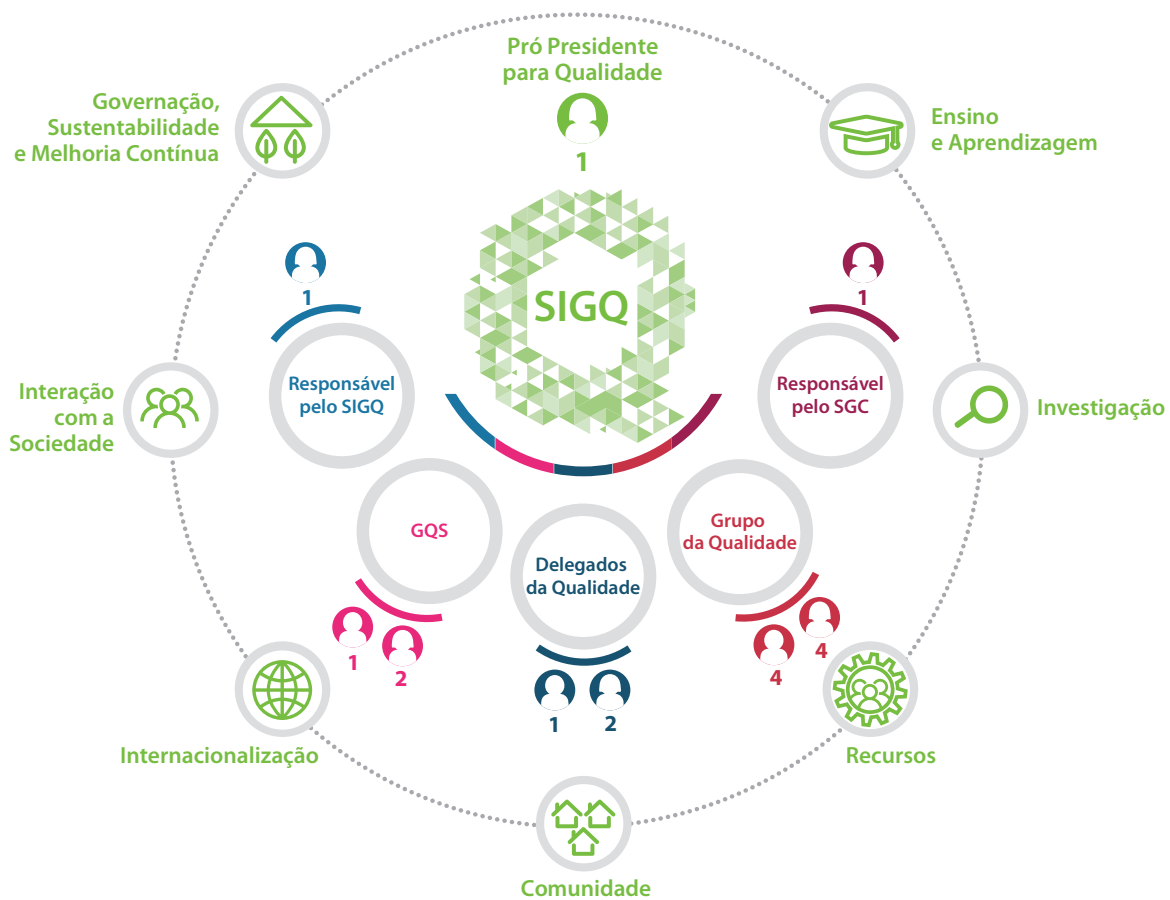 Pró Presidente
para Qualidade
1
Governação,
Sustentabilidade
e Melhoria Contínua
Ensino
e Aprendizagem
1
SIGQ
1
Responsável
pelo SIGQ
Responsável
pelo SGC
Interação
com a
Sociedade
Investigação
GQS
Delegados
da Qualidade
Grupo
da Qualidade
1
2
1
2
4
4
Internacionalização
Recursos
Comunidade